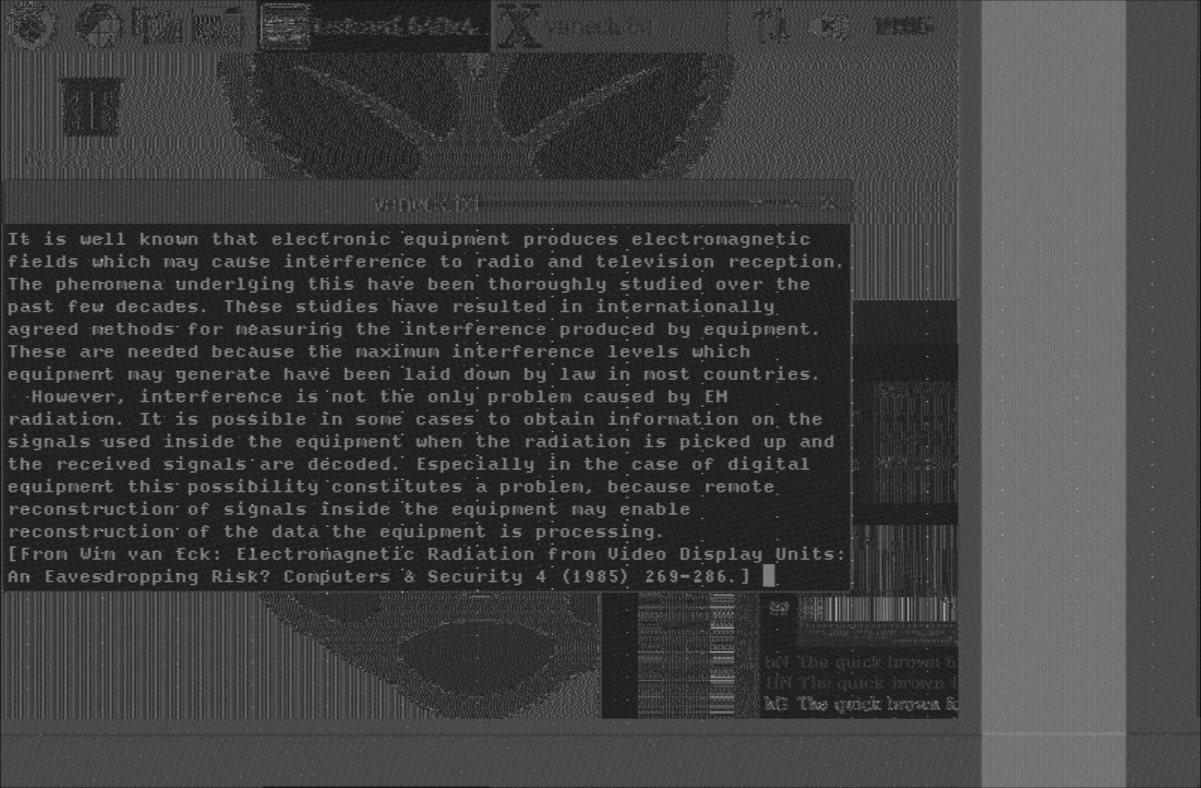 It is well known that electronic equipment produces electromagnetic
fields which may cause interference to radio and television reception.
The phenomena underlging this have been thoroughly studied over the
past few decades. These studies have resulted in internationally
agreed methods for measuring the interference produced by equipment.
These are needed because the maximum interference levels which
equipment may generate have been laid down by law in most countries.
However, interference is not the only problem caused by EM
radiation. It is possible in some cases to obtain information on the
signals used inside the equipment when the radiation is picked up and
the received signals are decoded. Especially in the case of digital
equipment this possibility constitutes a problem, because remote
reconstruction of signals inside the equipment may enable
reconstruction of the data the equipment is processing.
[From Wim van Eck: Electromagnetic Radiation from Video Display Units:
An Eavesdropping Risk? Computers & Security 4 (1985) 269-286.]
The quick brown
The quick brown
The quick brown